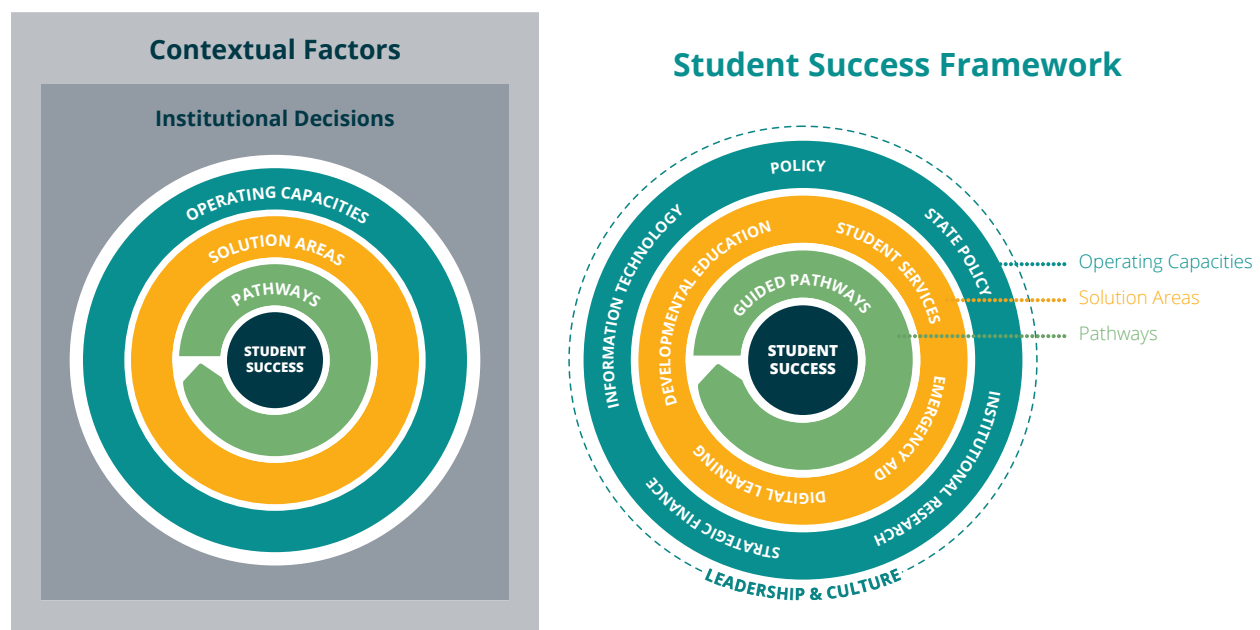 Contextual Factors
Institutional Decisions
OPERATING CAPACITIES
SOLUTION AREAS
PATHWAYS
STUDENT
SUCCESS
Student Success Framework
POLICY
STATE POLICY
INSTITUTIONAL RESEARCH
STRATEGIC FINANCE
INFORMATION TECHNOLOGY
DEVELOPMENTAL EDUCATION
STUDENT SERVICES
EMERGENCY AID
DIGITAL LEARNING
GUIDED PATHWAYS
STUDENT
SUCCESS
LEADERSHIP & CULTURE
Operating Capacities
Solution Areas
Pathways